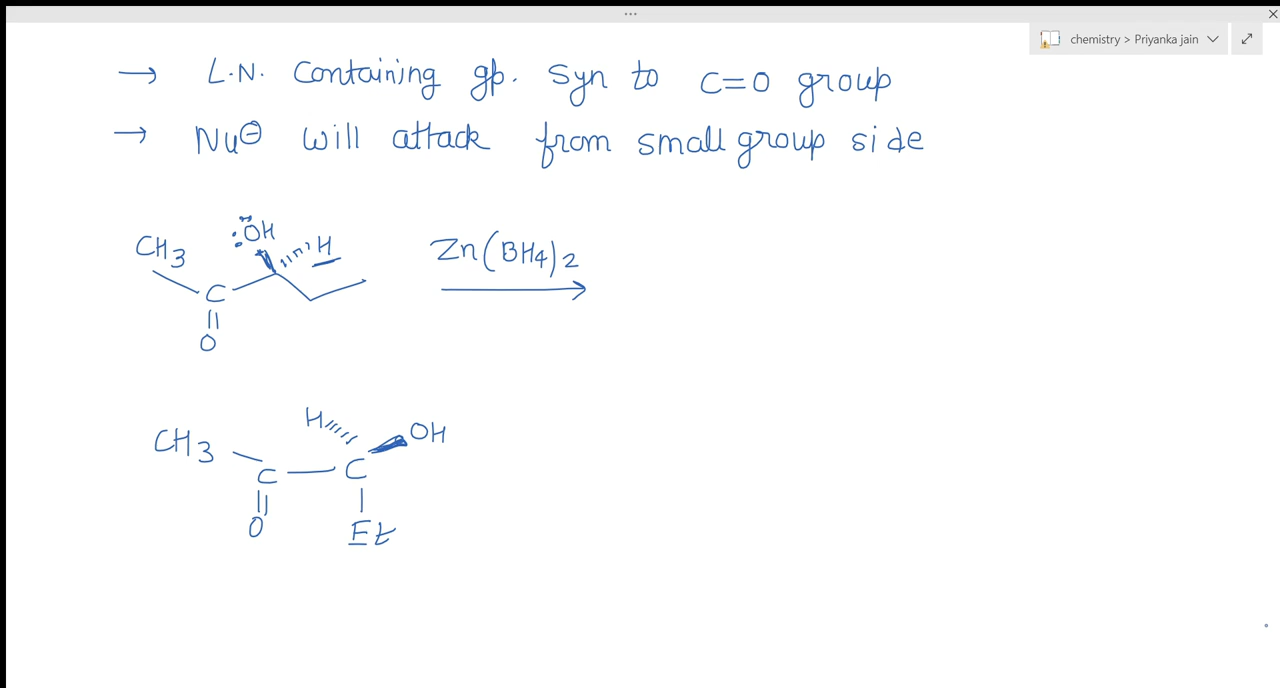 chemistry > Priyanka jain
→ L.N. Containing gp. Syn to C=O group
→ Nu⊖ will attack from small group side
CH3 :ÖH H Zn(BH4)2
C
O
H OH
CH3 C C
O Et